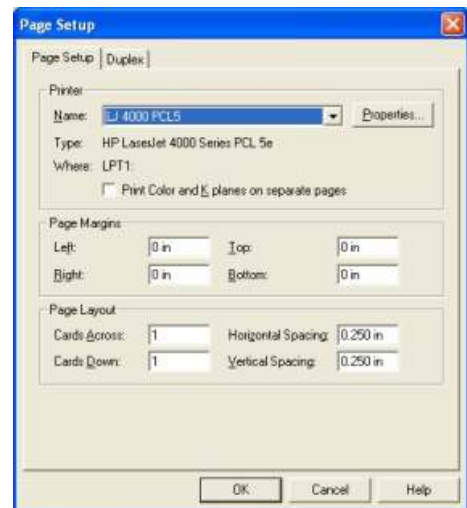 Page Setup
Page Setup Duplex
Printer
Name: LJ 4000 PCL5 Properties...
Type: HP LaserJet 4000 Series PCL 5e
Where: LPT1:
Print Color and K planes on separate pages
Page Margins
Left: 0 in Top: 0 in
Right: 0 in Bottom: 0 in
Page Layout
Cards Across: 1 Horizontal Spacing: 0.250 in
Cards Down: 1 Vertical Spacing: 0.250 in
OK Cancel Help